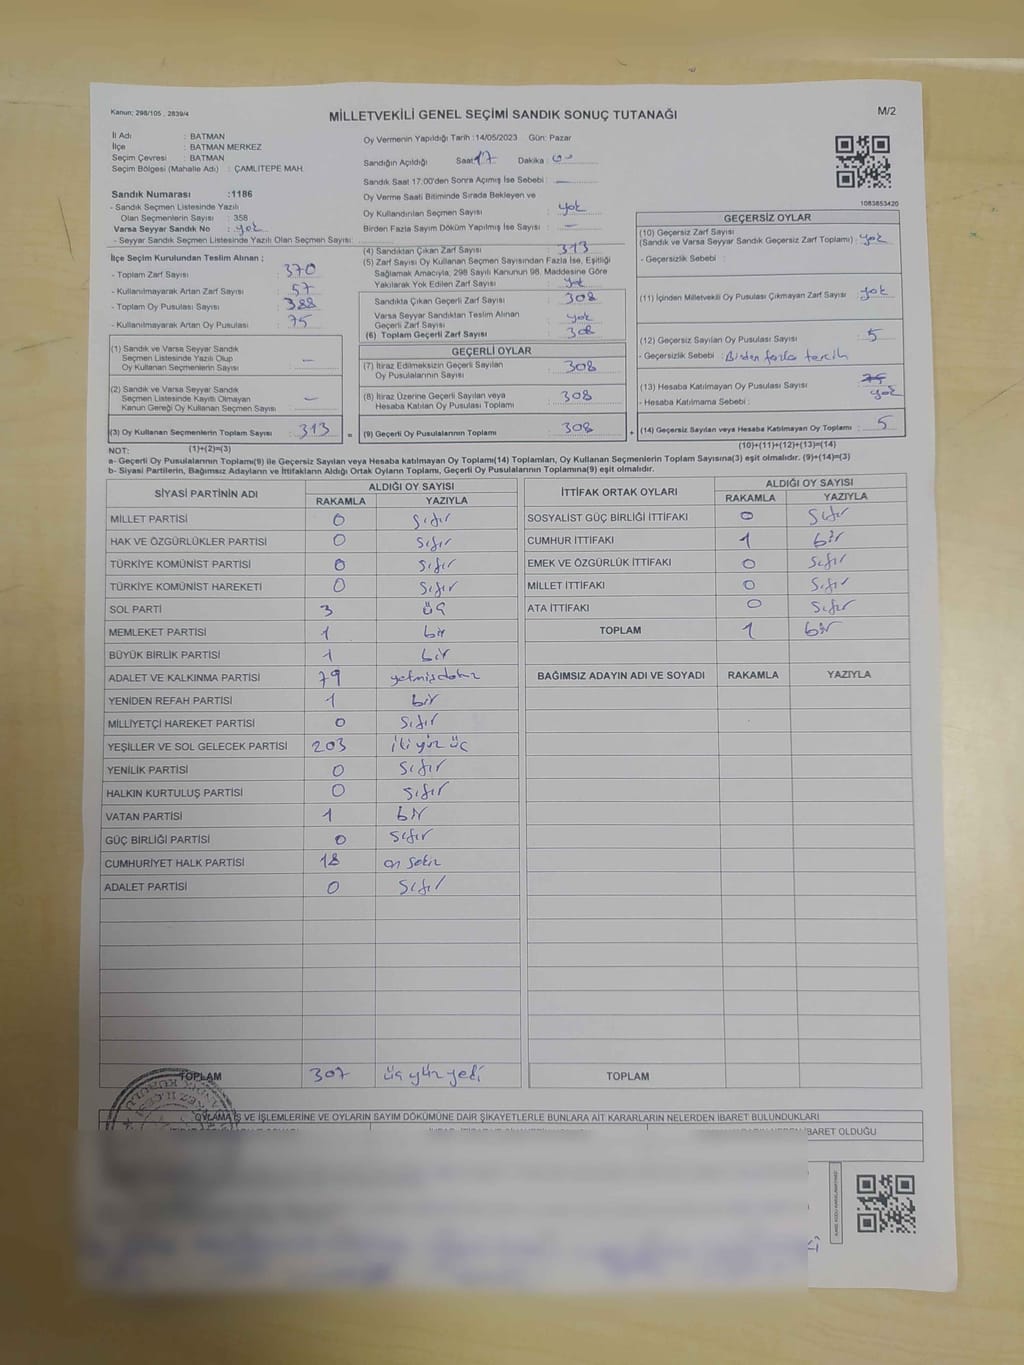 Kanun: 298/105 , 2839/4
MİLLETVEKİLİ GENEL SEÇİMİ SANDIK SONUÇ TUTANAĞI
M/2
İl Adı : BATMAN
İlçe : BATMAN MERKEZ
Seçim Çevresi : BATMAN
Seçim Bölgesi (Mahalle Adı) : ÇAMLITEPE MAH.
Sandık Numarası :1186
- Sandık Seçmen Listesinde Yazılı
Olan Seçmenlerin Sayısı : 358
Varsa Seyyar Sandık No : yok
- Seyyar Sandık Seçmen Listesinde Yazılı Olan Seçmen Sayısı:
İlçe Seçim Kurulundan Teslim Alınan ;
- Toplam Zarf Sayısı : 370
- Kullanılmayarak Artan Zarf Sayısı : 57
- Toplam Oy Pusulası : 388
- Kullanılmayarak Artan Oy Pusulası : 75
(1) Sandık ve Varsa Seyyar Sandık
Seçmen Listesinde Yazılı Olup
Oy Kullanan Seçmenlerin Sayısı : —
(2) Sandık ve Varsa Seyyar Sandık
Seçmen Listesinde Kayıtlı Olmayan
Kanun Gereği Oy Kullanan Seçmen Sayısı : —
(3) Oy Kullanan Seçmenlerin Toplam Sayısı : 313
Oy Vermenin Yapıldığı Tarih :14/05/2023 Gün: Pazar
Sandığın Açıldığı Saat: 17 Dakika : 00
Sandık Saat 17.00'den Sonra Açımış İse Sebebi : —
Oy Verme Saati Bitiminde Sırada Bekleyen ve
Oy Kullandırılan Seçmen Sayısı : yok
Birden Fazla Sayım Döküm Yapılmış İse Sayısı : —
(4) Sandıktan Çıkan Zarf Sayısı : 313
(5) Zarf Sayısı Oy Kullanan Seçmen Sayısından Fazla İse, Eşitliği
Sağlamak Amacıyla, 298 Sayılı Kanunun 98. Maddesine Göre
Yakılarak Yok Edilen Zarf Sayısı : yok
Sandıkta Çıkan Geçerli Zarf Sayısı : 308
Varsa Seyyar Sandıktan Teslim Alınan
Geçerli Zarf Sayısı : yok
(6) Toplam Geçerli Zarf Sayısı : 308
GEÇERLİ OYLAR
(7) İtiraz Edilmeksizin Geçerli Sayılan
Oy Pusulalarının Sayısı : 308
(8) İtiraz Üzerine Geçerli Sayılan veya
Hesaba Katılan Oy Pusulası Toplamı : 308
= (9) Geçerli Oy Pusulalarının Toplamı : 308 +
1083853420
GEÇERSİZ OYLAR
(10) Geçersiz Zarf Sayısı
(Sandık ve Varsa Seyyar Sandık Geçersiz Zarf Toplamı) : yok
- Geçersizlik Sebebi :
(11) İçinden Milletvekili Oy Pusulası Çıkmayan Zarf Sayısı : yok
(12) Geçersiz Sayılan Oy Pusulası Sayısı : 5
- Geçersizlik Sebebi : Birden fazla tercih
(13) Hesaba Katılmayan Oy Pusulası Sayısı : 75 yok
- Hesaba Katılmama Sebebi :
(14) Geçersiz Sayılan veya Hesaba Katılmayan Oy Toplamı : 5
NOT: (1)+(2)=(3) (10)+(11)+(12)+(13)=(14)
a- Geçerli Oy Pusulasının Toplamı(9) ile Geçersiz Sayılan veya Hesaba katılmayan Oy Toplamı(14) Toplamları, Oy Kullanan Seçmenlerin Toplam Sayısına(3) eşit olmalıdır. (9)+(14)=(3)
b- Siyasi Partilerin, Bağımsız Adayların ve İttifakların Aldığı Ortak Oyların Toplamı, Geçerli Oy Pusulasının Toplamına(9) eşit olmalıdır.
SİYASİ PARTİNİN ADI ALDIĞI OY SAYISI
RAKAMLA YAZIYLA
MİLLET PARTİSİ 0 sıfır
HAK VE ÖZGÜRLÜKLER PARTİSİ 0 sıfır
TÜRKİYE KOMÜNİST PARTİSİ 0 sıfır
TÜRKİYE KOMÜNİST HAREKETİ 0 sıfır
SOL PARTİ 3 üç
MEMLEKET PARTİSİ 1 bir
BÜYÜK BİRLİK PARTİSİ 1 bir
ADALET VE KALKINMA PARTİSİ 79 yetmişdokuz
YENİDEN REFAH PARTİSİ 1 bir
MİLLİYETÇİ HAREKET PARTİSİ 0 sıfır
YEŞİLLER VE SOL GELECEK PARTİSİ 203 iki yüz üç
YENİLİK PARTİSİ 0 sıfır
HALKIN KURTULUŞ PARTİSİ 0 sıfır
VATAN PARTİSİ 1 bir
GÜÇ BİRLİĞİ PARTİSİ 0 sıfır
CUMHURİYET HALK PARTİSİ 18 on sekiz
ADALET PARTİSİ 0 sıfır
TOPLAM 307 üç yüz yedi
İTTİFAK ORTAK OYLARI ALDIĞI OY SAYISI
RAKAMLA YAZIYLA
SOSYALİST GÜÇ BİRLİĞİ İTTİFAKI 0 sıfır
CUMHUR İTTİFAKI 1 bir
EMEK VE ÖZGÜRLÜK İTTİFAKI 0 sıfır
MİLLET İTTİFAKI 0 sıfır
ATA İTTİFAKI 0 sıfır
TOPLAM 1 bir
BAĞIMSIZ ADAYIN ADI VE SOYADI RAKAMLA YAZIYLA
TOPLAM
OYLAMA İŞ VE İŞLEMLERİNE VE OYLARIN SAYIM DÖKÜMÜNE DAİR ŞİKAYETLERLE BUNLARA AİT KARARLARIN NELERDEN İBARET BULUNDUKLARI
İBARET OLDUĞU